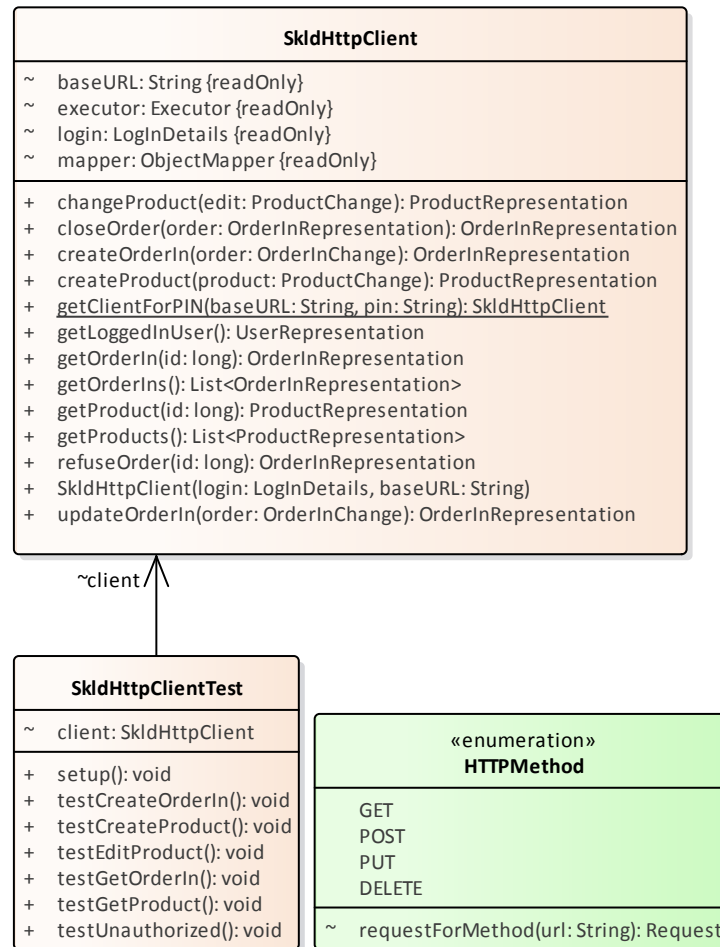 SkldHttpClient
~ baseURL: String {readOnly}
~ executor: Executor {readOnly}
~ login: LogInDetails {readOnly}
~ mapper: ObjectMapper {readOnly}
+ changeProduct(edit: ProductChange): ProductRepresentation
+ closeOrder(order: OrderInRepresentation): OrderInRepresentation
+ createOrderIn(order: OrderInChange): OrderInRepresentation
+ createProduct(product: ProductChange): ProductRepresentation
+ getClientForPIN(baseURL: String, pin: String): SkldHttpClient
+ getLoggedInUser(): UserRepresentation
+ getOrderIn(id: long): OrderInRepresentation
+ getOrderIns(): List<OrderInRepresentation>
+ getProduct(id: long): ProductRepresentation
+ getProducts(): List<ProductRepresentation>
+ refuseOrder(id: long): OrderInRepresentation
+ SkldHttpClient(login: LogInDetails, baseURL: String)
+ updateOrderIn(order: OrderInChange): OrderInRepresentation
~client
SkldHttpClientTest
~ client: SkldHttpClient
+ setup(): void
+ testCreateOrderIn(): void
+ testCreateProduct(): void
+ testEditProduct(): void
+ testGetOrderIn(): void
+ testGetProduct(): void
+ testUnauthorized(): void
«enumeration»
HTTPMethod
GET
POST
PUT
DELETE
~ requestForMethod(url: String): Request